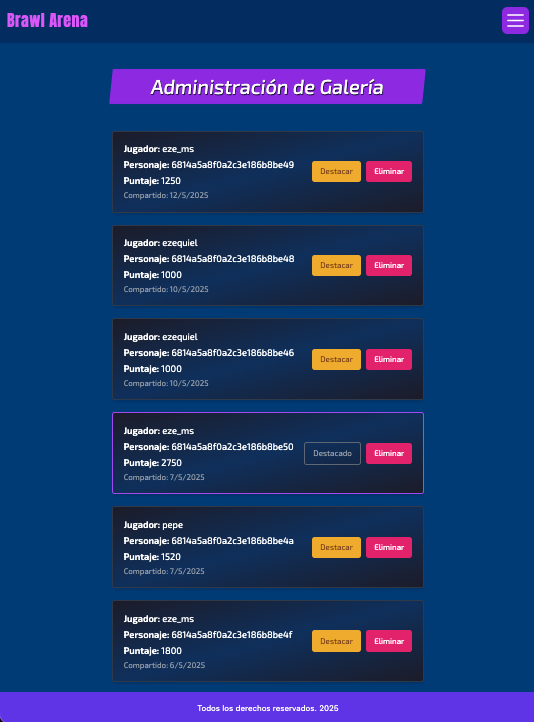 Brawl Arena
Administración de Galería
Jugador: eze_ms
Personaje: 6814a5a8f0a2c3e186b8be49
Puntaje: 1250
Compartido: 12/5/2025
Destacar
Eliminar
Jugador: ezequiel
Personaje: 6814a5a8f0a2c3e186b8be48
Puntaje: 1000
Compartido: 10/5/2025
Destacar
Eliminar
Jugador: ezequiel
Personaje: 6814a5a8f0a2c3e186b8be46
Puntaje: 1000
Compartido: 10/5/2025
Destacar
Eliminar
Jugador: eze_ms
Personaje: 6814a5a8f0a2c3e186b8be50
Puntaje: 2750
Compartido: 7/5/2025
Destacado
Eliminar
Jugador: pepe
Personaje: 6814a5a8f0a2c3e186b8be4a
Puntaje: 1520
Compartido: 7/5/2025
Destacar
Eliminar
Jugador: eze_ms
Personaje: 6814a5a8f0a2c3e186b8be4f
Puntaje: 1800
Compartido: 6/5/2025
Destacar
Eliminar
Todos los derechos reservados. 2025